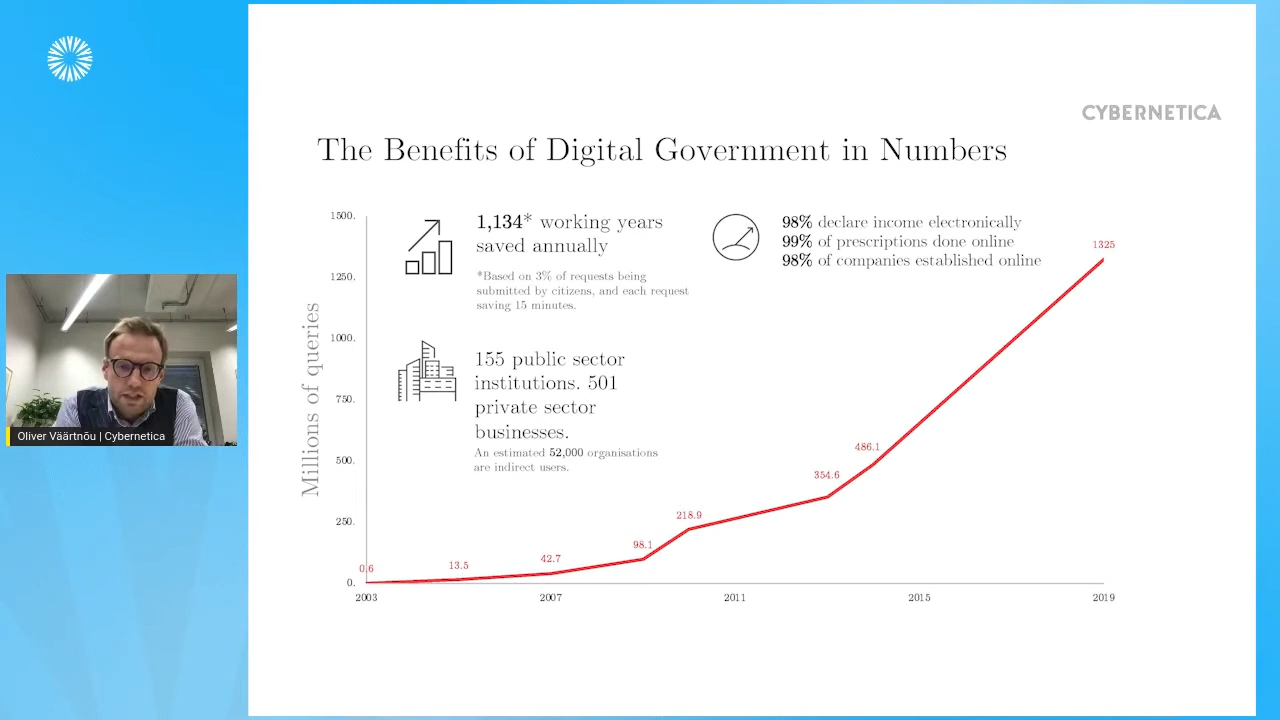 CYBERNETICA
The Benefits of Digital Government in Numbers
1,134* working years
saved annually
*Based on 3% of requests being
submitted by citizens, and each request
saving 15 minutes.
98% declare income electronically
99% of prescriptions done online
98% of companies established online
155 public sector
institutions. 501
private sector
businesses.
An estimated 52,000 organisations
are indirect users.
Millions of queries
1500.
1250.
1000.
750.
500.
250.
0.
0.6
13.5
42.7
98.1
218.9
354.6
486.1
1325
2003
2007
2011
2015
2019
Oliver Väärtnõu | Cybernetica